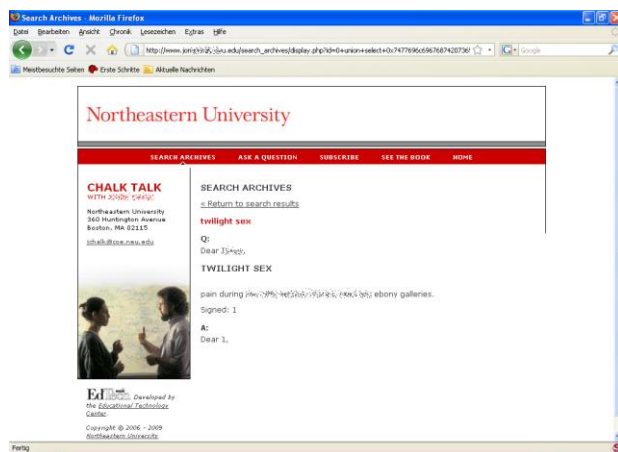 Search Archives - Mozilla Firefox
Datei Bearbeiten Ansicht Chronik Lesezeichen Extras Hilfe
Google
Meistbesuchte Seiten Erste Schritte Aktuelle Nachrichten
Northeastern University
SEARCH ARCHIVES ASK A QUESTION SUBSCRIBE SEE THE BOOK HOME
CHALK TALK
WITH
Northeastern University
360 Huntington Avenue
Boston, MA 02115
SEARCH ARCHIVES
< Return to search results
twilight sex
Q:
Dear
TWILIGHT SEX
pain during ebony galleries.
Signed: 1
A:
Dear 1,
Developed by
the Educational Technology
Center.
Copyright © 2006 - 2009
Northeastern University
Fertig